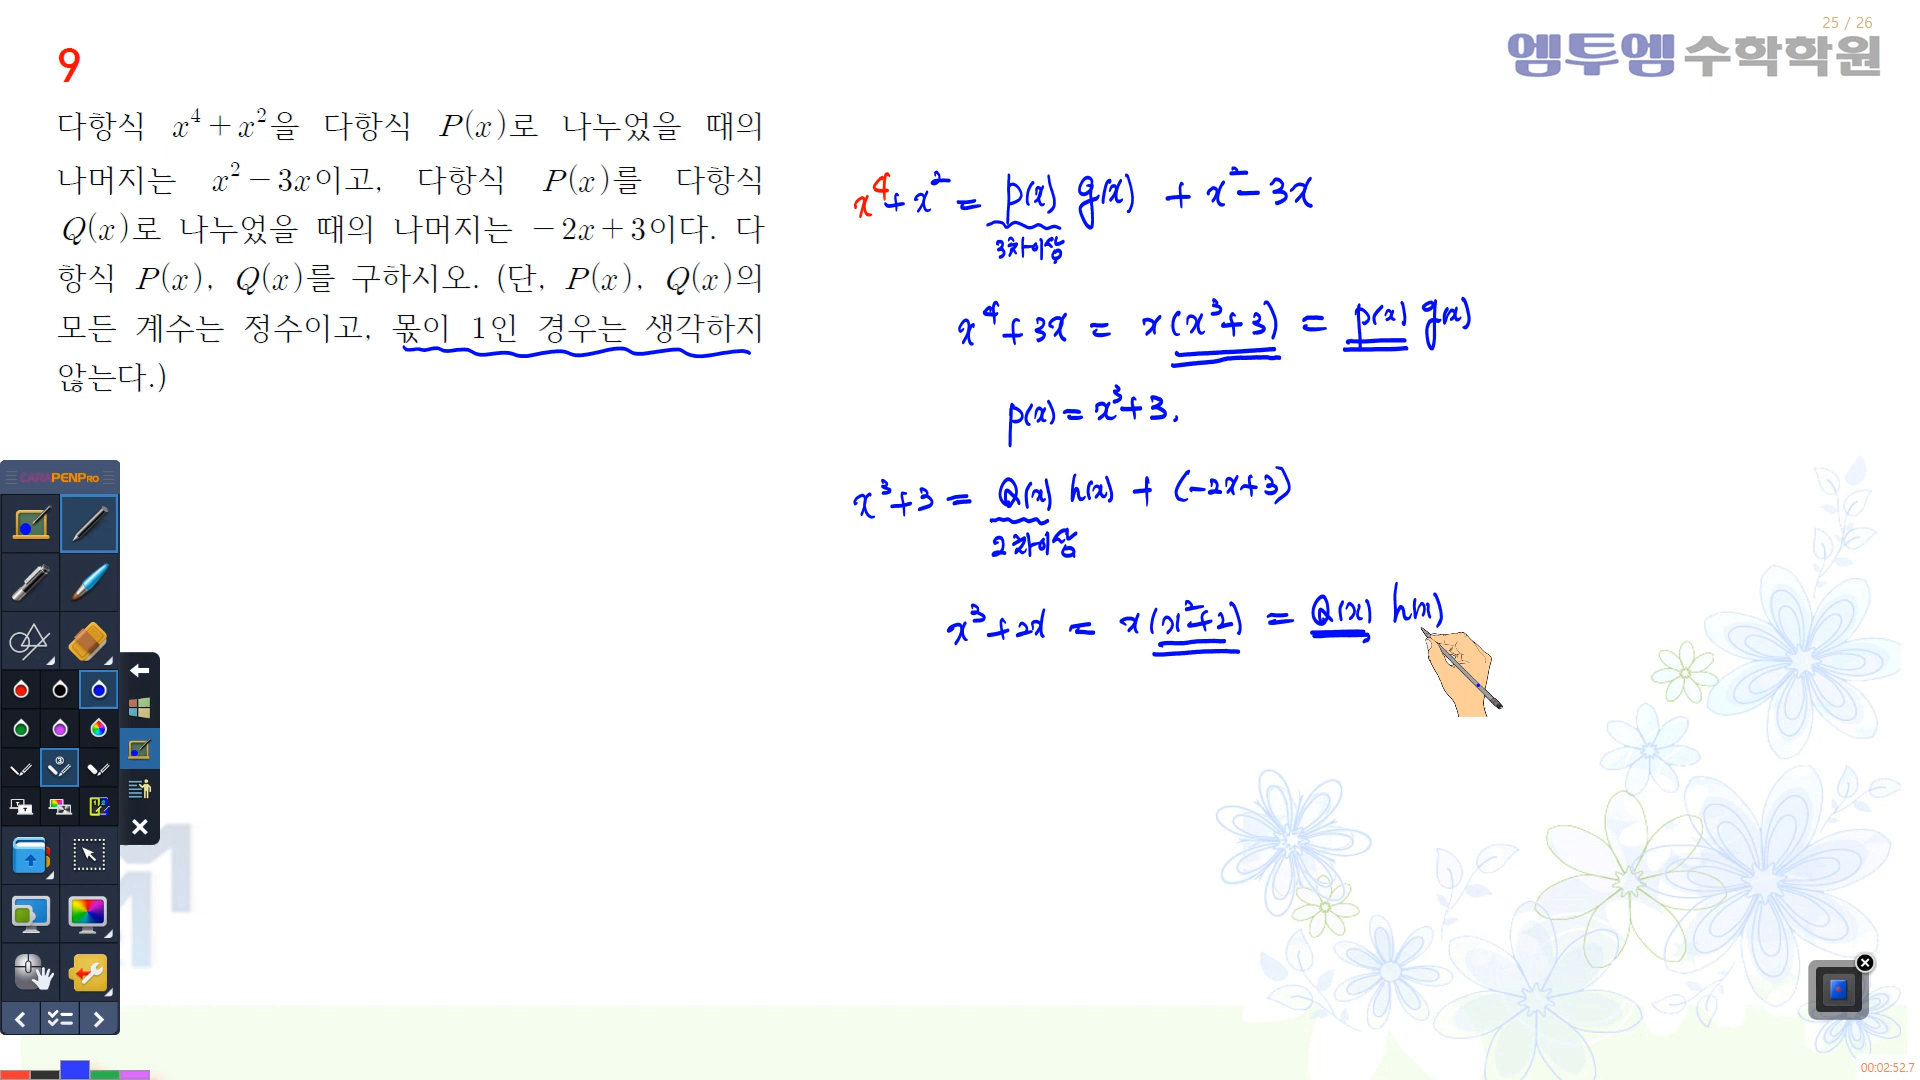 25 / 26
엠투엠 수학학원
9
다항식 x⁴+x²을 다항식 P(x)로 나누었을 때의
나머지는 x²-3x이고, 다항식 P(x)를 다항식
Q(x)로 나누었을 때의 나머지는 -2x+3이다. 다
항식 P(x), Q(x)를 구하시오. (단, P(x), Q(x)의
모든 계수는 정수이고, 몫이 1인 경우는 생각하지
않는다.)
x⁴+x² = p(x) g(x) + x²-3x
3차이상
x⁴+3x = x(x³+3) = p(x) g(x)
p(x) = x³+3.
x³+3 = Q(x) h(x) + (-2x+3)
2차이상
x³+2x = x(x²+2) = Q(x) h(x)
CARAPENPRO
③
00:02:52.7